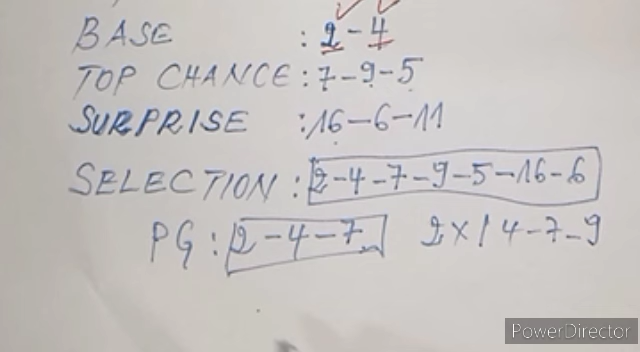 BASE : 2-4
TOP CHANCE : 7-9-5
SURPRISE : 16-6-11
SELECTION : 2-4-7-9-5-16-6
PG : 2-4-7 2X/4-7-9
PowerDirector